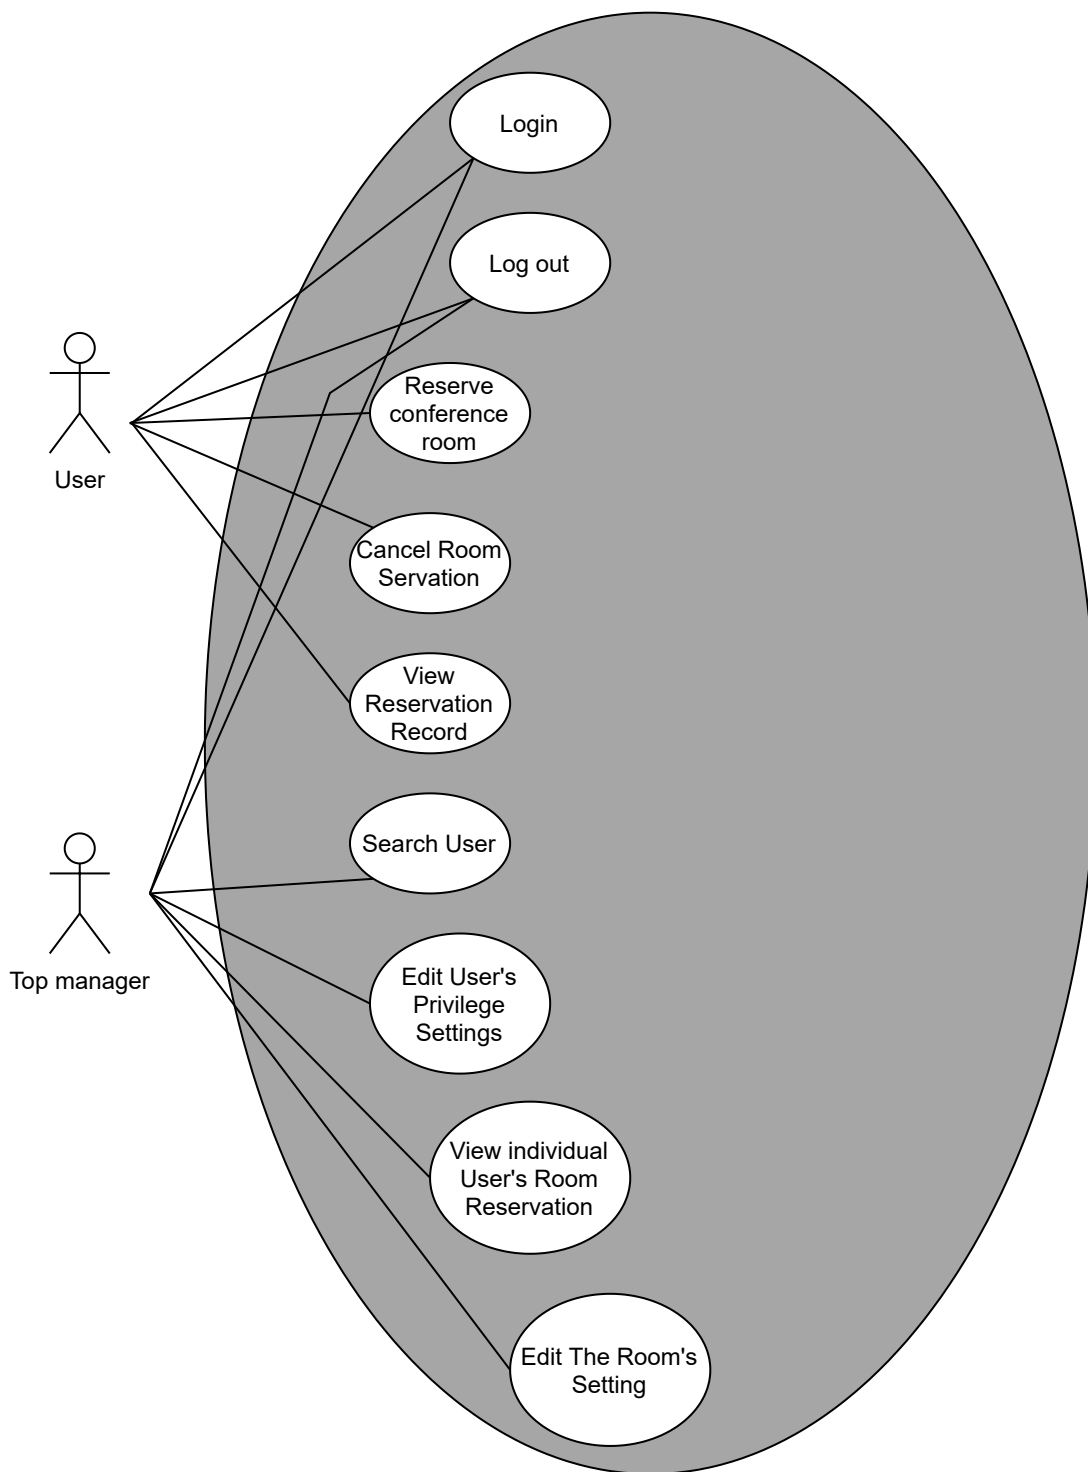 Login
Log out
Reserve
conference
room
User
Cancel Room
Servation
View
Reservation
Record
Search User
Top manager
Edit User's
Privilege
Settings
View individual
User's Room
Reservation
Edit The Room's
Setting